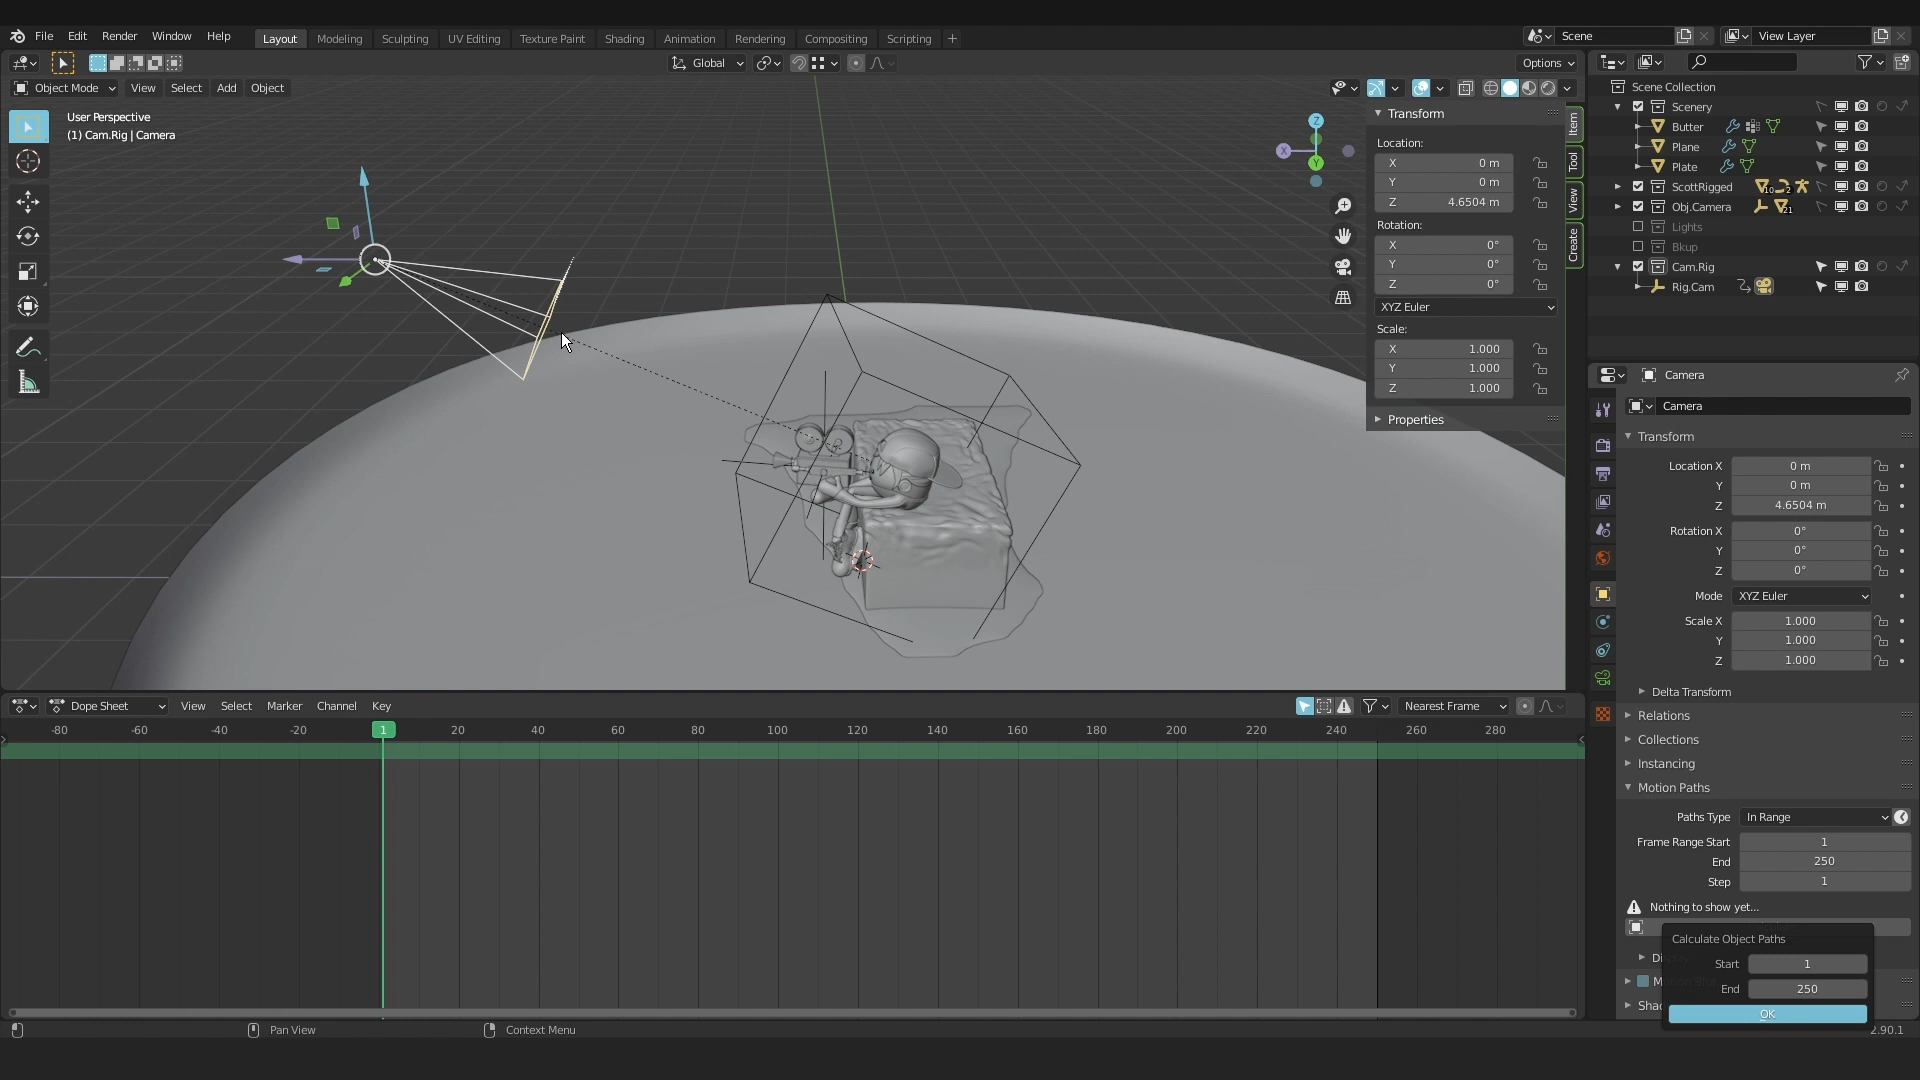 File Edit Render Window Help Layout Modeling Sculpting UV Editing Texture Paint Shading Animation Rendering Compositing Scripting + Scene View Layer
Global Options
Object Mode View Select Add Object
User Perspective
(1) Cam.Rig | Camera
Z
X
Y
Transform
Location:
X 0 m
Y 0 m
Z 4.6504 m
Rotation:
X 0°
Y 0°
Z 0°
XYZ Euler
Scale:
X 1.000
Y 1.000
Z 1.000
Properties
Item
Tool
View
Create
Scene Collection
Scenery
Butter
Plane
Plate
ScottRigged 10 2
Obj.Camera 21
Lights
Bkup
Cam.Rig
Rig.Cam
Camera
Camera
Transform
Location X 0 m
Y 0 m
Z 4.6504 m
Rotation X 0°
Y 0°
Z 0°
Mode XYZ Euler
Scale X 1.000
Y 1.000
Z 1.000
Delta Transform
Relations
Collections
Instancing
Motion Paths
Paths Type In Range
Frame Range Start 1
End 250
Step 1
Nothing to show yet...
Calculate Object Paths
Start 1
End 250
OK
Dope Sheet View Select Marker Channel Key Nearest Frame
-80 -60 -40 -20 1 20 40 60 80 100 120 140 160 180 200 220 240 260 280
Pan View Context Menu 2.90.1